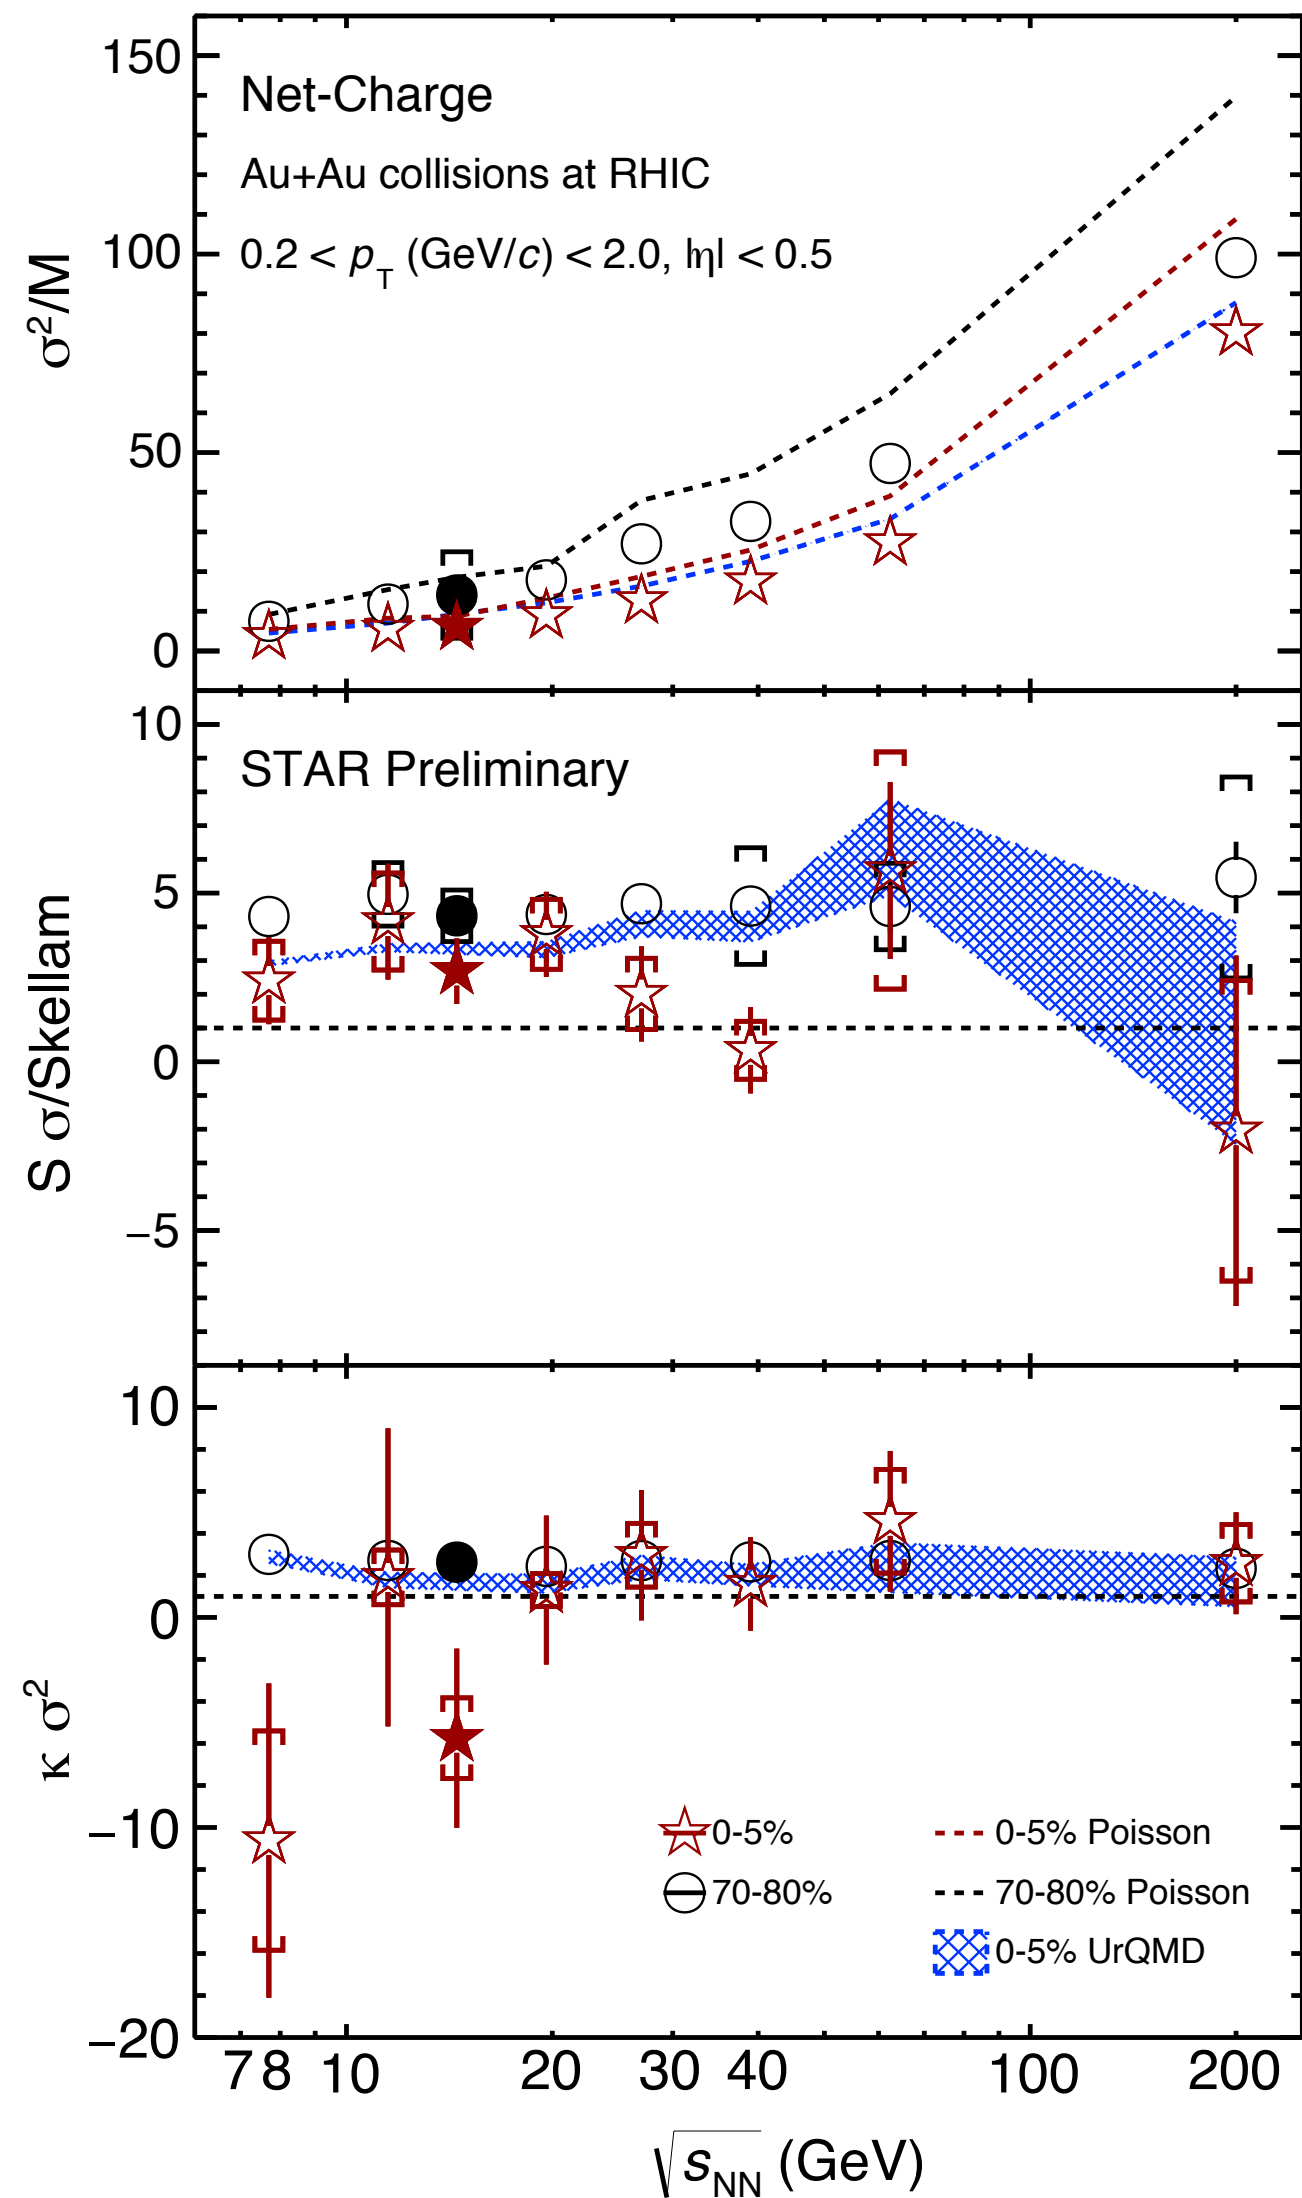 150
100
50
0
σ²/M
Net-Charge
Au+Au collisions at RHIC
0.2 < p_T (GeV/c) < 2.0, |η| < 0.5
10
5
0
−5
S σ/Skellam
STAR Preliminary
10
0
−10
−20
κ σ²
0-5%
0-5% Poisson
70-80%
70-80% Poisson
0-5% UrQMD
7 8 10 20 30 40 100 200
√s_NN (GeV)